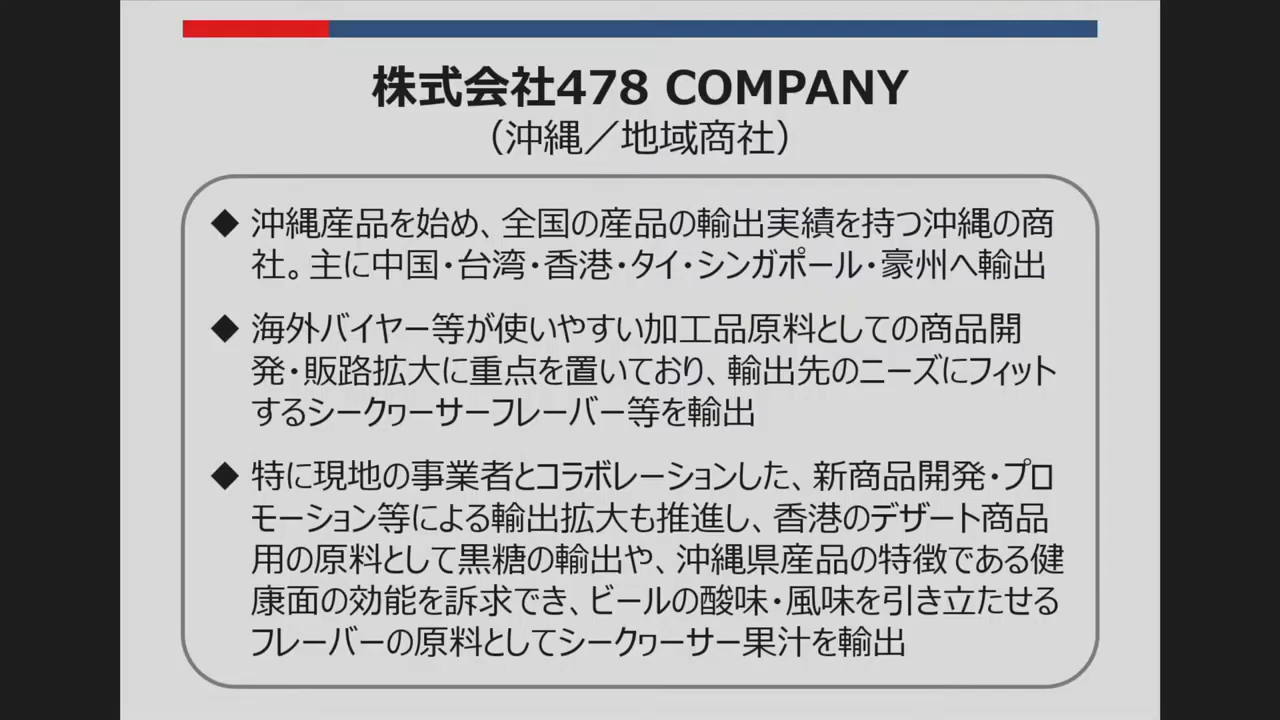 株式会社478 COMPANY
（沖縄／地域商社）
◆ 沖縄産品を始め、全国の産品の輸出実績を持つ沖縄の商
社。主に中国・台湾・香港・タイ・シンガポール・豪州へ輸出
◆ 海外バイヤー等が使いやすい加工品原料としての商品開
発・販路拡大に重点を置いており、輸出先のニーズにフィット
するシークヮーサーフレーバー等を輸出
◆ 特に現地の事業者とコラボレーションした、新商品開発・プロ
モーション等による輸出拡大も推進し、香港のデザート商品
用の原料として黒糖の輸出や、沖縄県産品の特徴である健
康面の効能を訴求でき、ビールの酸味・風味を引き立たせる
フレーバーの原料としてシークヮーサー果汁を輸出